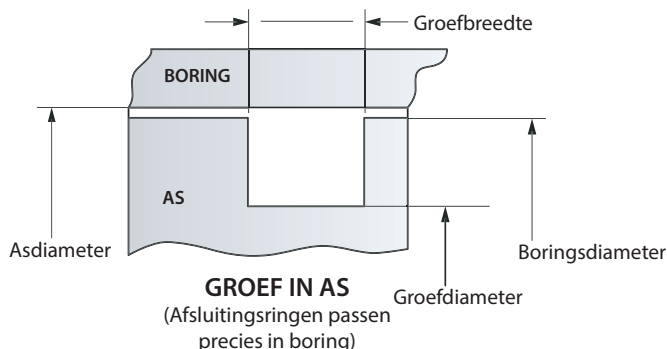 Groefbreedte
BORING
AS
Asdiameter
Boringsdiameter
Groefdiameter
GROEF IN AS
(Afsluitingsringen passen
precies in boring)